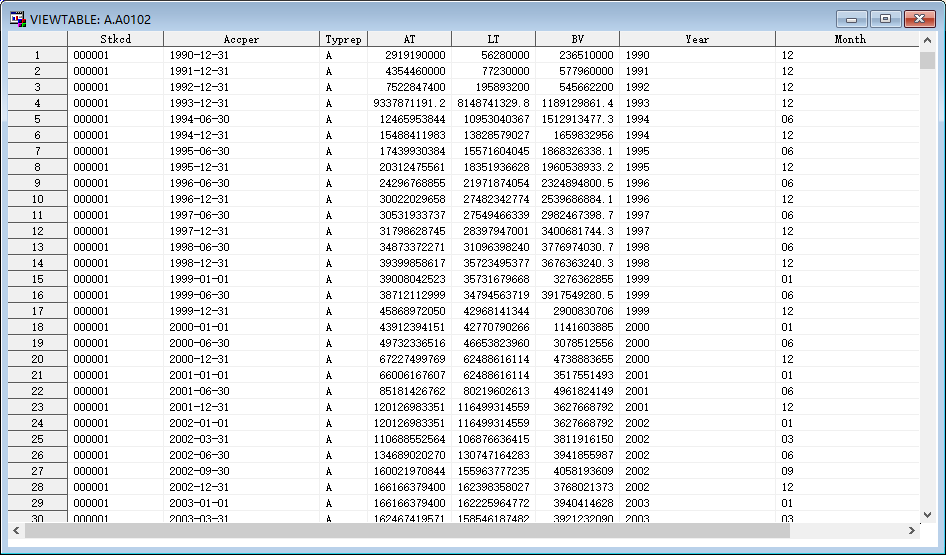 VIEWTABLE: A.A0102
Stkcd Accper Typrep AT LT BV Year Month
1 000001 1990-12-31 A 2919190000 56280000 236510000 1990 12
2 000001 1991-12-31 A 4354460000 77230000 577960000 1991 12
3 000001 1992-12-31 A 7522847400 195893200 545662200 1992 12
4 000001 1993-12-31 A 9337871191.2 8148741329.8 1189129861.4 1993 12
5 000001 1994-06-30 A 12465953844 10953040367 1512913477.3 1994 06
6 000001 1994-12-31 A 15488411983 13828579027 1659832956 1994 12
7 000001 1995-06-30 A 17439930384 15571604045 1868326338.1 1995 06
8 000001 1995-12-31 A 20312475561 18351936628 1960538933.2 1995 12
9 000001 1996-06-30 A 24296768855 21971874054 2324894800.5 1996 06
10 000001 1996-12-31 A 30022029658 27482342774 2539686884.1 1996 12
11 000001 1997-06-30 A 30531933737 27549466339 2982467398.7 1997 06
12 000001 1997-12-31 A 31798628745 28397947001 3400681744.3 1997 12
13 000001 1998-06-30 A 34873372271 31096398240 3776974030.7 1998 06
14 000001 1998-12-31 A 39399858617 35723495377 3676363240.3 1998 12
15 000001 1999-01-01 A 39008042523 35731679668 3276362855 1999 01
16 000001 1999-06-30 A 38712112999 34794563719 3917549280.5 1999 06
17 000001 1999-12-31 A 45868972050 42968141344 2900830706 1999 12
18 000001 2000-01-01 A 43912394151 42770790266 1141603885 2000 01
19 000001 2000-06-30 A 49732336516 46653823960 3078512556 2000 06
20 000001 2000-12-31 A 67227499769 62488616114 4738883655 2000 12
21 000001 2001-01-01 A 66006167607 62488616114 3517551493 2001 01
22 000001 2001-06-30 A 85181426762 80219602613 4961824149 2001 06
23 000001 2001-12-31 A 120126983351 116499314559 3627668792 2001 12
24 000001 2002-01-01 A 120126983351 116499314559 3627668792 2002 01
25 000001 2002-03-31 A 110688552564 106876636415 3811916150 2002 03
26 000001 2002-06-30 A 134689020270 130747164283 3941855987 2002 06
27 000001 2002-09-30 A 160021970844 155963777235 4058193609 2002 09
28 000001 2002-12-31 A 166166379400 162398358027 3768021373 2002 12
29 000001 2003-01-01 A 166166379400 162225964772 3940414628 2003 01
30 000001 2003-03-31 A 162467419571 158546187482 3921232090 2003 03